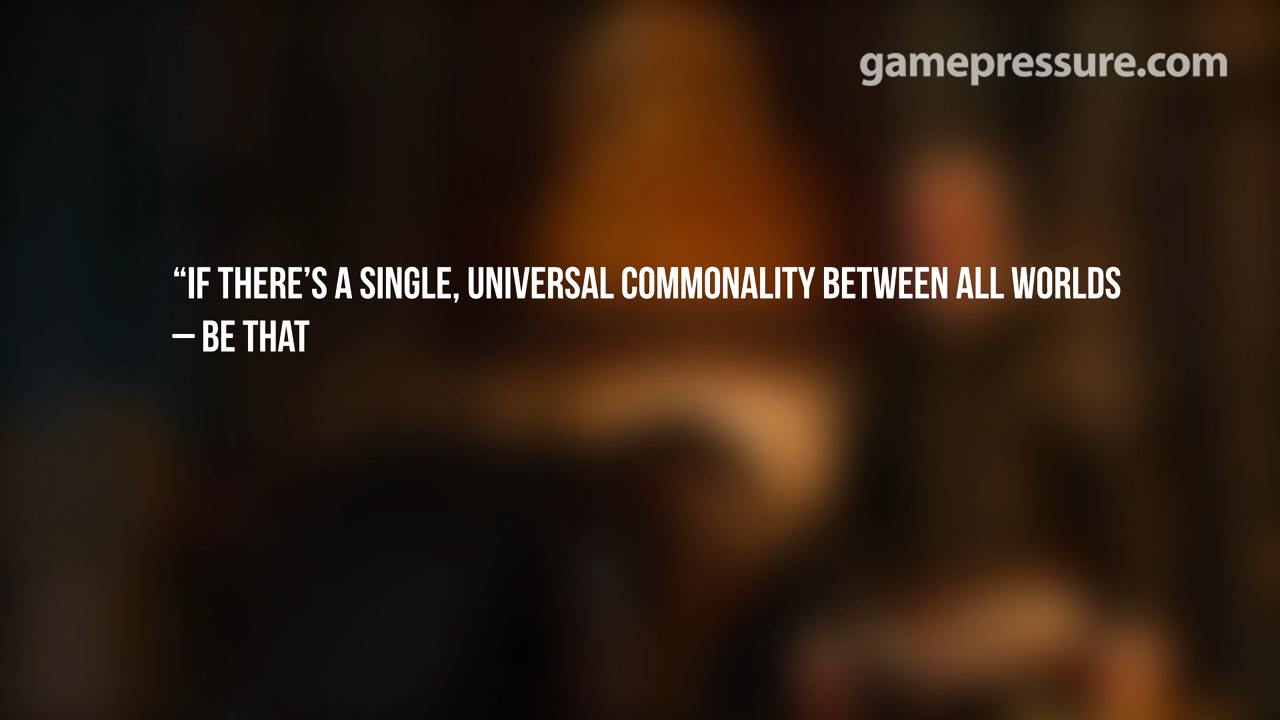 gamepressure.com
“IF THERE’S A SINGLE, UNIVERSAL COMMONALITY BETWEEN ALL WORLDS
– BE THAT